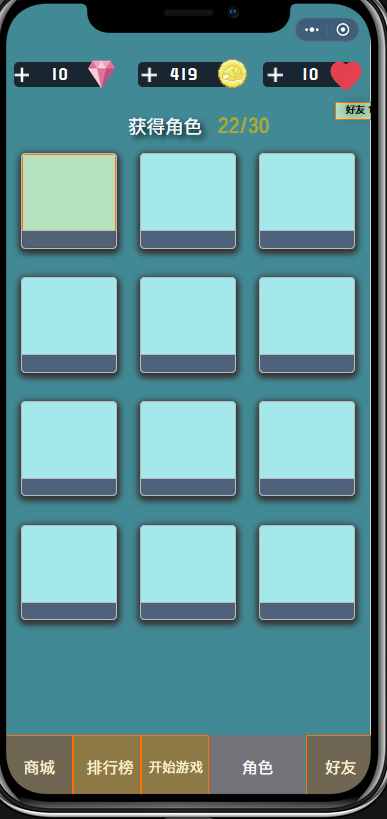 + 10 + 419 + 10
好友
获得角色 22/30
商城 排行榜 开始游戏 角色 好友